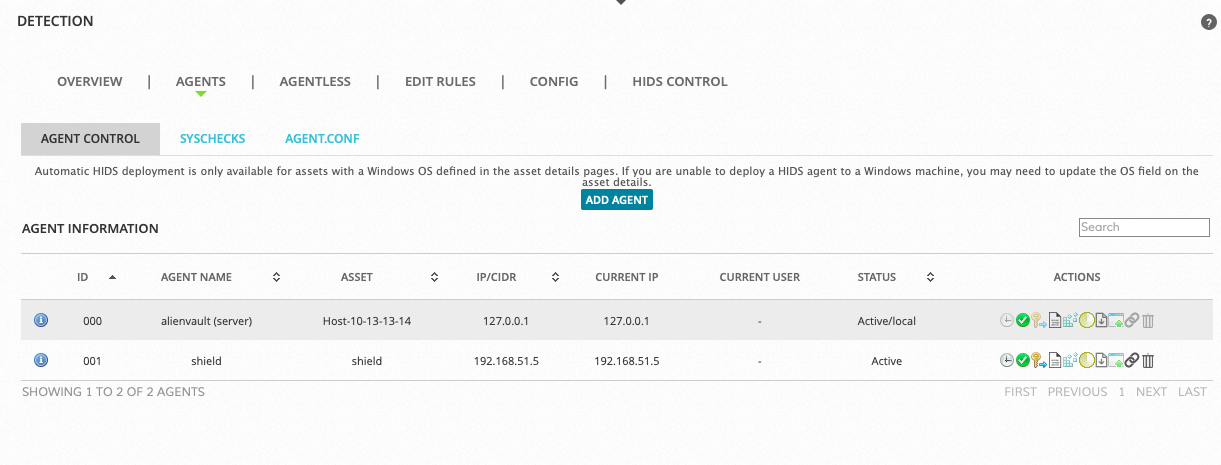 DETECTION
?
OVERVIEW | AGENTS | AGENTLESS | EDIT RULES | CONFIG | HIDS CONTROL
AGENT CONTROL SYSCHECKS AGENT.CONF
Automatic HIDS deployment is only available for assets with a Windows OS defined in the asset details pages. If you are unable to deploy a HIDS agent to a Windows machine, you may need to update the OS field on the
asset details.
ADD AGENT
AGENT INFORMATION Search
ID AGENT NAME ASSET IP/CIDR CURRENT IP CURRENT USER STATUS ACTIONS
000 alienvault (server) Host-10-13-13-14 127.0.0.1 127.0.0.1 - Active/local
001 shield shield 192.168.51.5 192.168.51.5 - Active
SHOWING 1 TO 2 OF 2 AGENTS FIRST PREVIOUS 1 NEXT LAST